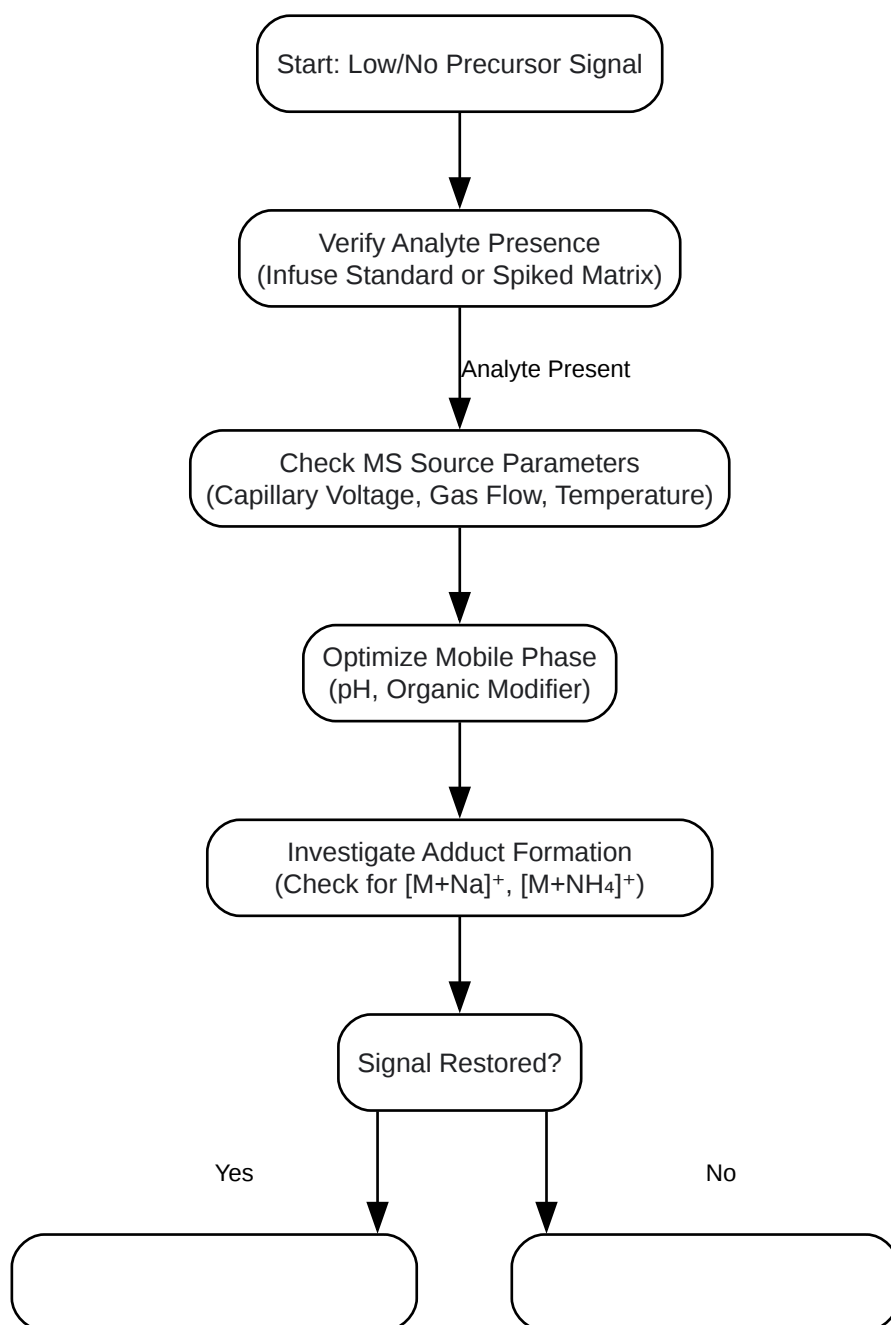 Start: Low/No Precursor Signal
Verify Analyte Presence
(Infuse Standard or Spiked Matrix)
Analyte Present
Check MS Source Parameters
(Capillary Voltage, Gas Flow, Temperature)
Optimize Mobile Phase
(pH, Organic Modifier)
Investigate Adduct Formation
(Check for [M+Na]⁺, [M+NH₄]⁺)
Signal Restored?
Yes
No